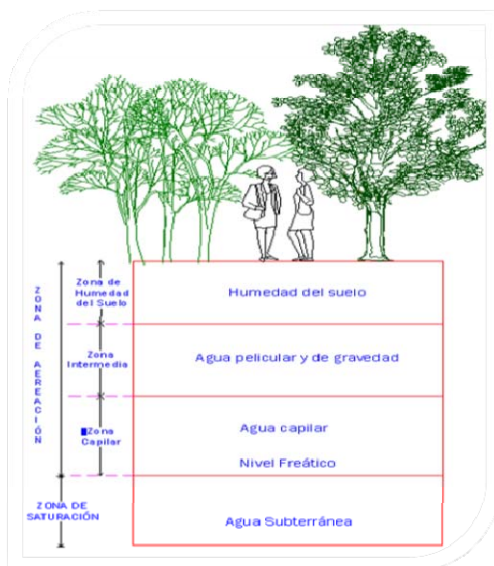 Zona de
Humedad
del Suelo
Humedad del suelo
ZONA DE AEREACIÓN
Zona
Intermedia
Agua pelicular y de gravedad
Zona
Capilar
Agua capilar
Nivel Freático
ZONA DE
SATURACIÓN
Agua Subterránea